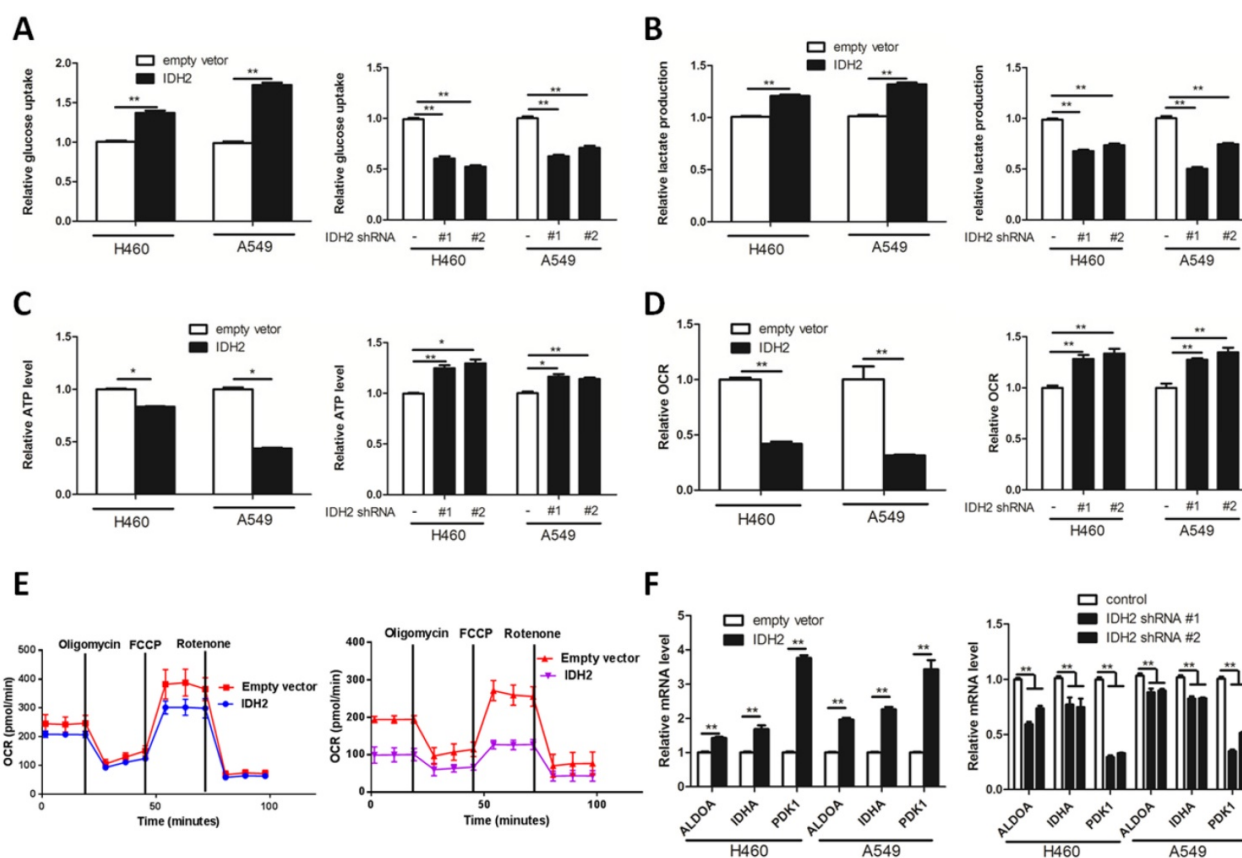 A
empty vetor
IDH2
Relative glucose uptake
2.0
1.5
1.0
0.5
0.0
**
**
H460
A549
Relative glucose uptake
1.5
1.0
0.5
0.0
**
**
**
**
IDH2 shRNA - #1 #2 - #1 #2
H460
A549
B
empty vetor
IDH2
Relative lactate production
1.5
1.0
0.5
0.0
**
**
H460
A549
relative lactate production
1.5
1.0
0.5
0.0
**
**
**
**
IDH2 shRNA - #1 #2 - #1 #2
H460
A549
C
empty vetor
IDH2
Relative ATP level
1.5
1.0
0.5
0.0
*
*
H460
A549
Relative ATP level
1.5
1.0
0.5
0.0
*
**
**
*
IDH2 shRNA - #1 #2 - #1 #2
H460
A549
D
empty vetor
IDH2
Relative OCR
1.5
1.0
0.5
0.0
**
**
H460
A549
Relative OCR
1.5
1.0
0.5
0.0
**
**
**
**
IDH2 shRNA - #1 #2 - #1 #2
H460
A549
E
Oligomycin FCCP Rotenone
OCR (pmol/min)
500
400
300
200
100
0
Empty vector
IDH2
0 50 100
Time (minutes)
Oligomycin FCCP Rotenone
OCR (pmol/min)
400
300
200
100
0
Empty vector
IDH2
0 50 100
Time (minutes)
F
empty vetor
IDH2
Relative mRNA level
5
4
3
2
1
0
** ** ** ** ** **
ALDOA IDHA PDK1 ALDOA IDHA PDK1
H460
A549
control
IDH2 shRNA #1
IDH2 shRNA #2
Relative mRNA level
1.5
1.0
0.5
0.0
** ** ** ** ** **
ALDOA IDHA PDK1 ALDOA IDHA PDK1
H460
A549